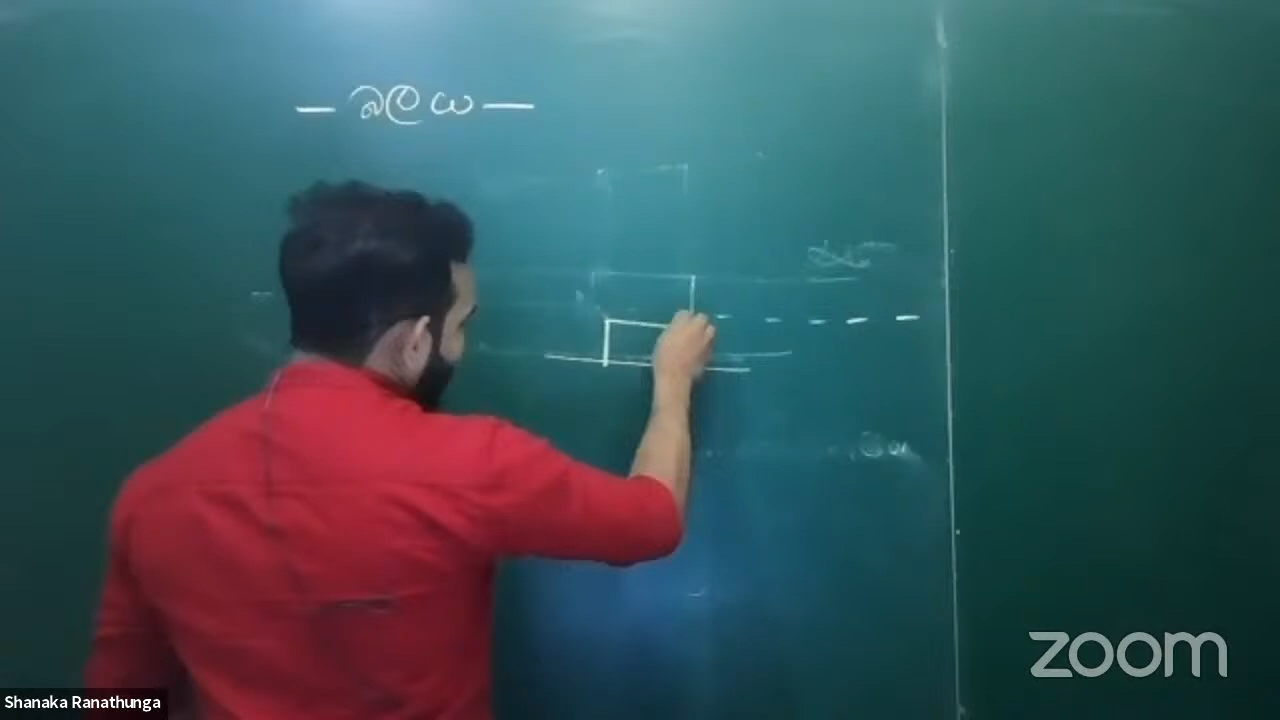 – බලය –
zoom
Shanaka Ranathunga